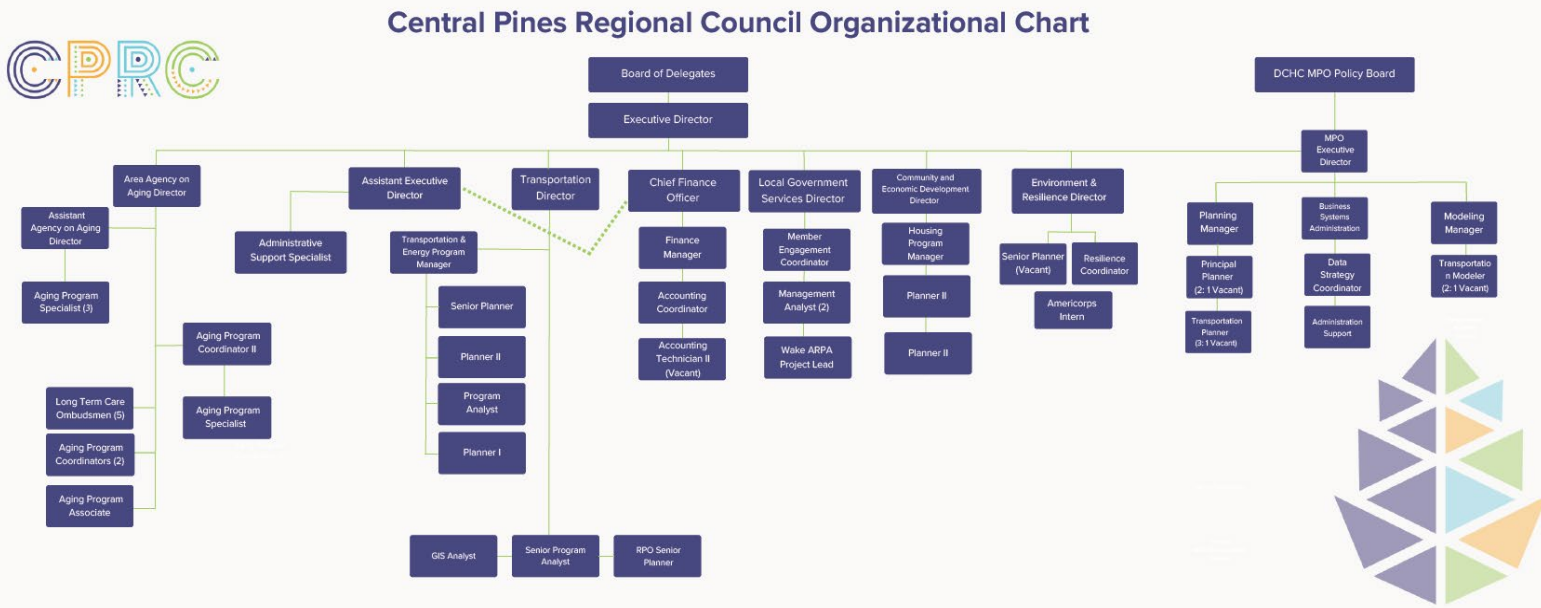 Central Pines Regional Council Organizational Chart
CPRC
Board of Delegates
DCHC MPO Policy Board
Executive Director
MPO
Executive
Director
Area Agency on
Aging Director
Assistant Executive
Director
Transportation
Director
Chief Finance
Officer
Local Government
Services Director
Community and
Economic Development
Director
Environment &
Resilience Director
Assistant
Agency on Aging
Director
Aging Program
Specialist (3)
Aging Program
Coordinator II
Aging Program
Specialist
Long Term Care
Ombudsmen (5)
Aging Program
Coordinators (2)
Aging Program
Associate
Administrative
Support Specialist
Transportation &
Energy Program
Manager
Senior Planner
Planner II
Program
Analyst
Planner I
GIS Analyst
Senior Program
Analyst
RPO Senior
Planner
Finance
Manager
Accounting
Coordinator
Accounting
Technician II
(Vacant)
Member
Engagement
Coordinator
Management
Analyst (2)
Wake ARPA
Project Lead
Housing
Program
Manager
Planner II
Planner II
Senior Planner
(Vacant)
Resilience
Coordinator
Americorps
Intern
Planning
Manager
Principal
Planner
(2: 1 Vacant)
Transportation
Planner
(3: 1 Vacant)
Business
Systems
Administration
Data
Strategy
Coordinator
Administration
Support
Modeling
Manager
Transportatio
n Modeler
(2: 1 Vacant)